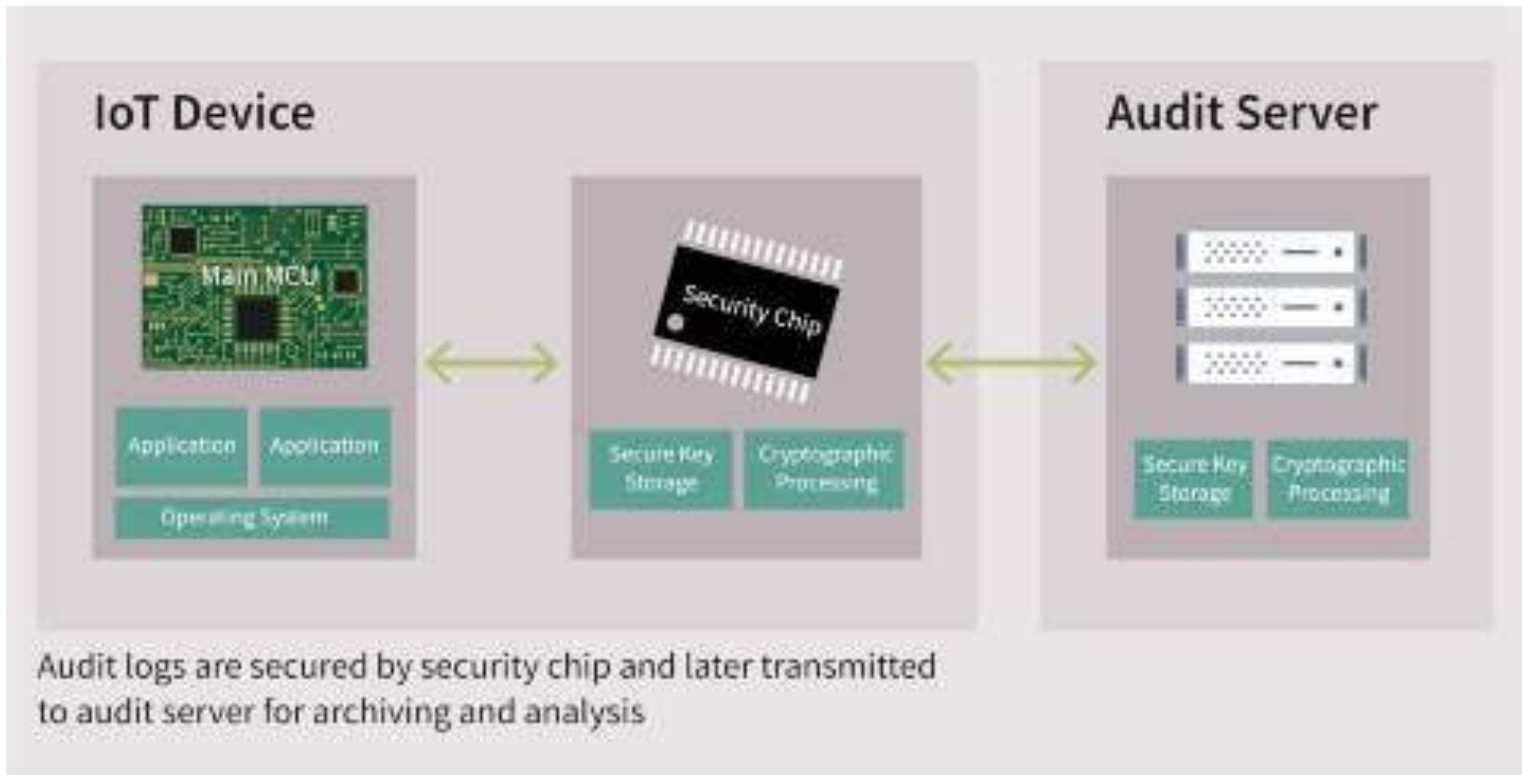 IoT Device
Audit Server
Main MCU
Security Chip
Application
Application
Operating System
Secure Key
Storage
Cryptographic
Processing
Secure Key
Storage
Cryptographic
Processing
Audit logs are secured by security chip and later transmitted
to audit server for archiving and analysis